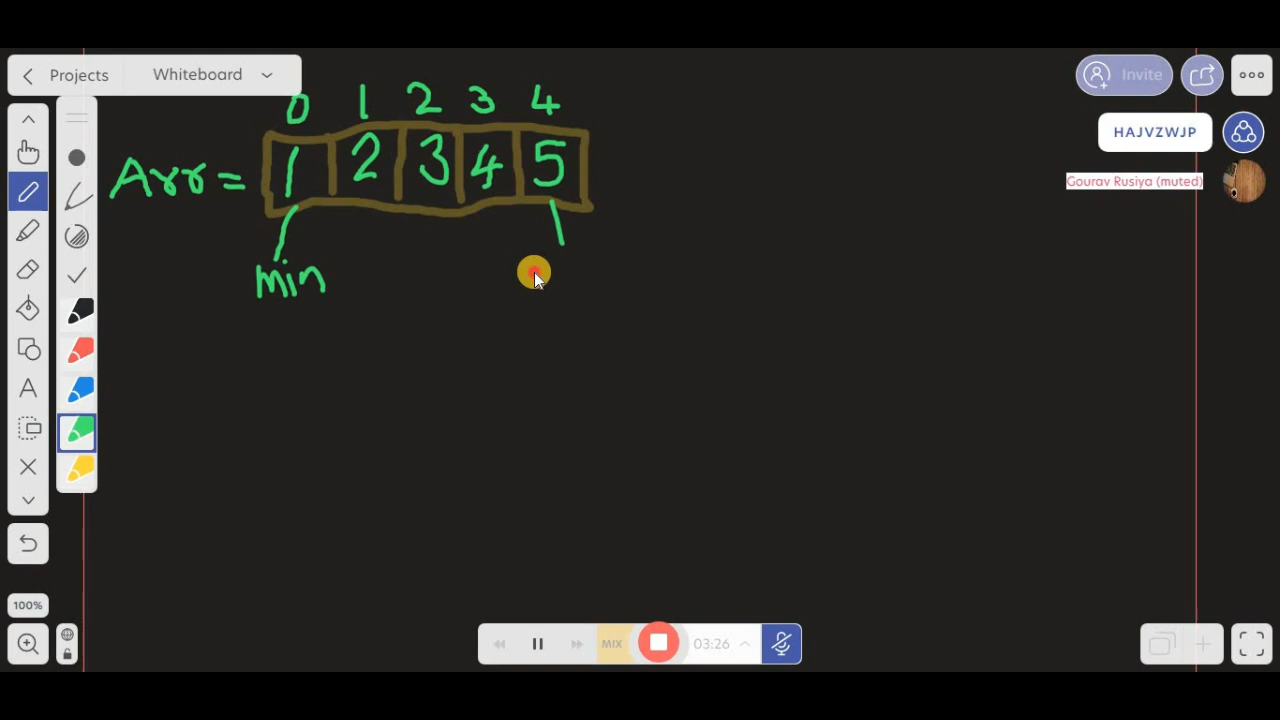 Projects Whiteboard
Invite
0 1 2 3 4
HAJVZWJP
Arr = 1 2 3 4 5
Gourav Rusiya (muted)
min
A
100%
MIX 03:26